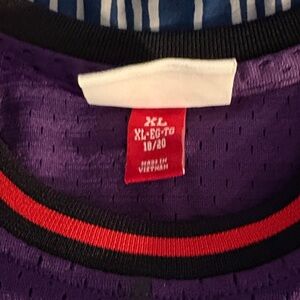 XL
XL-EG-TG
18/20
MADE IN
VIETNAM